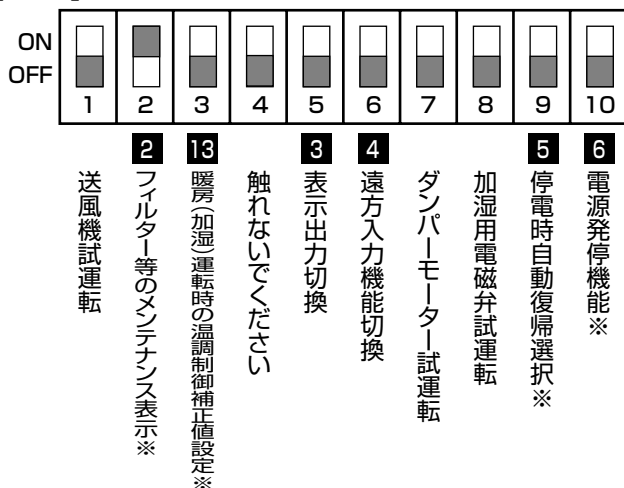 ON
OFF
1 2 3 4 5 6 7 8 9 10
2 13 3 4 5 6
送風機試運転
フィルター等のメンテナンス表示※
暖房(加湿)運転時の温調制御補正値設定※
触れないでください
表示出力切換
遠方入力機能切換
ダンパーモーター試運転
加湿用電磁弁試運転
停電時自動復帰選択※
電源発停機能※